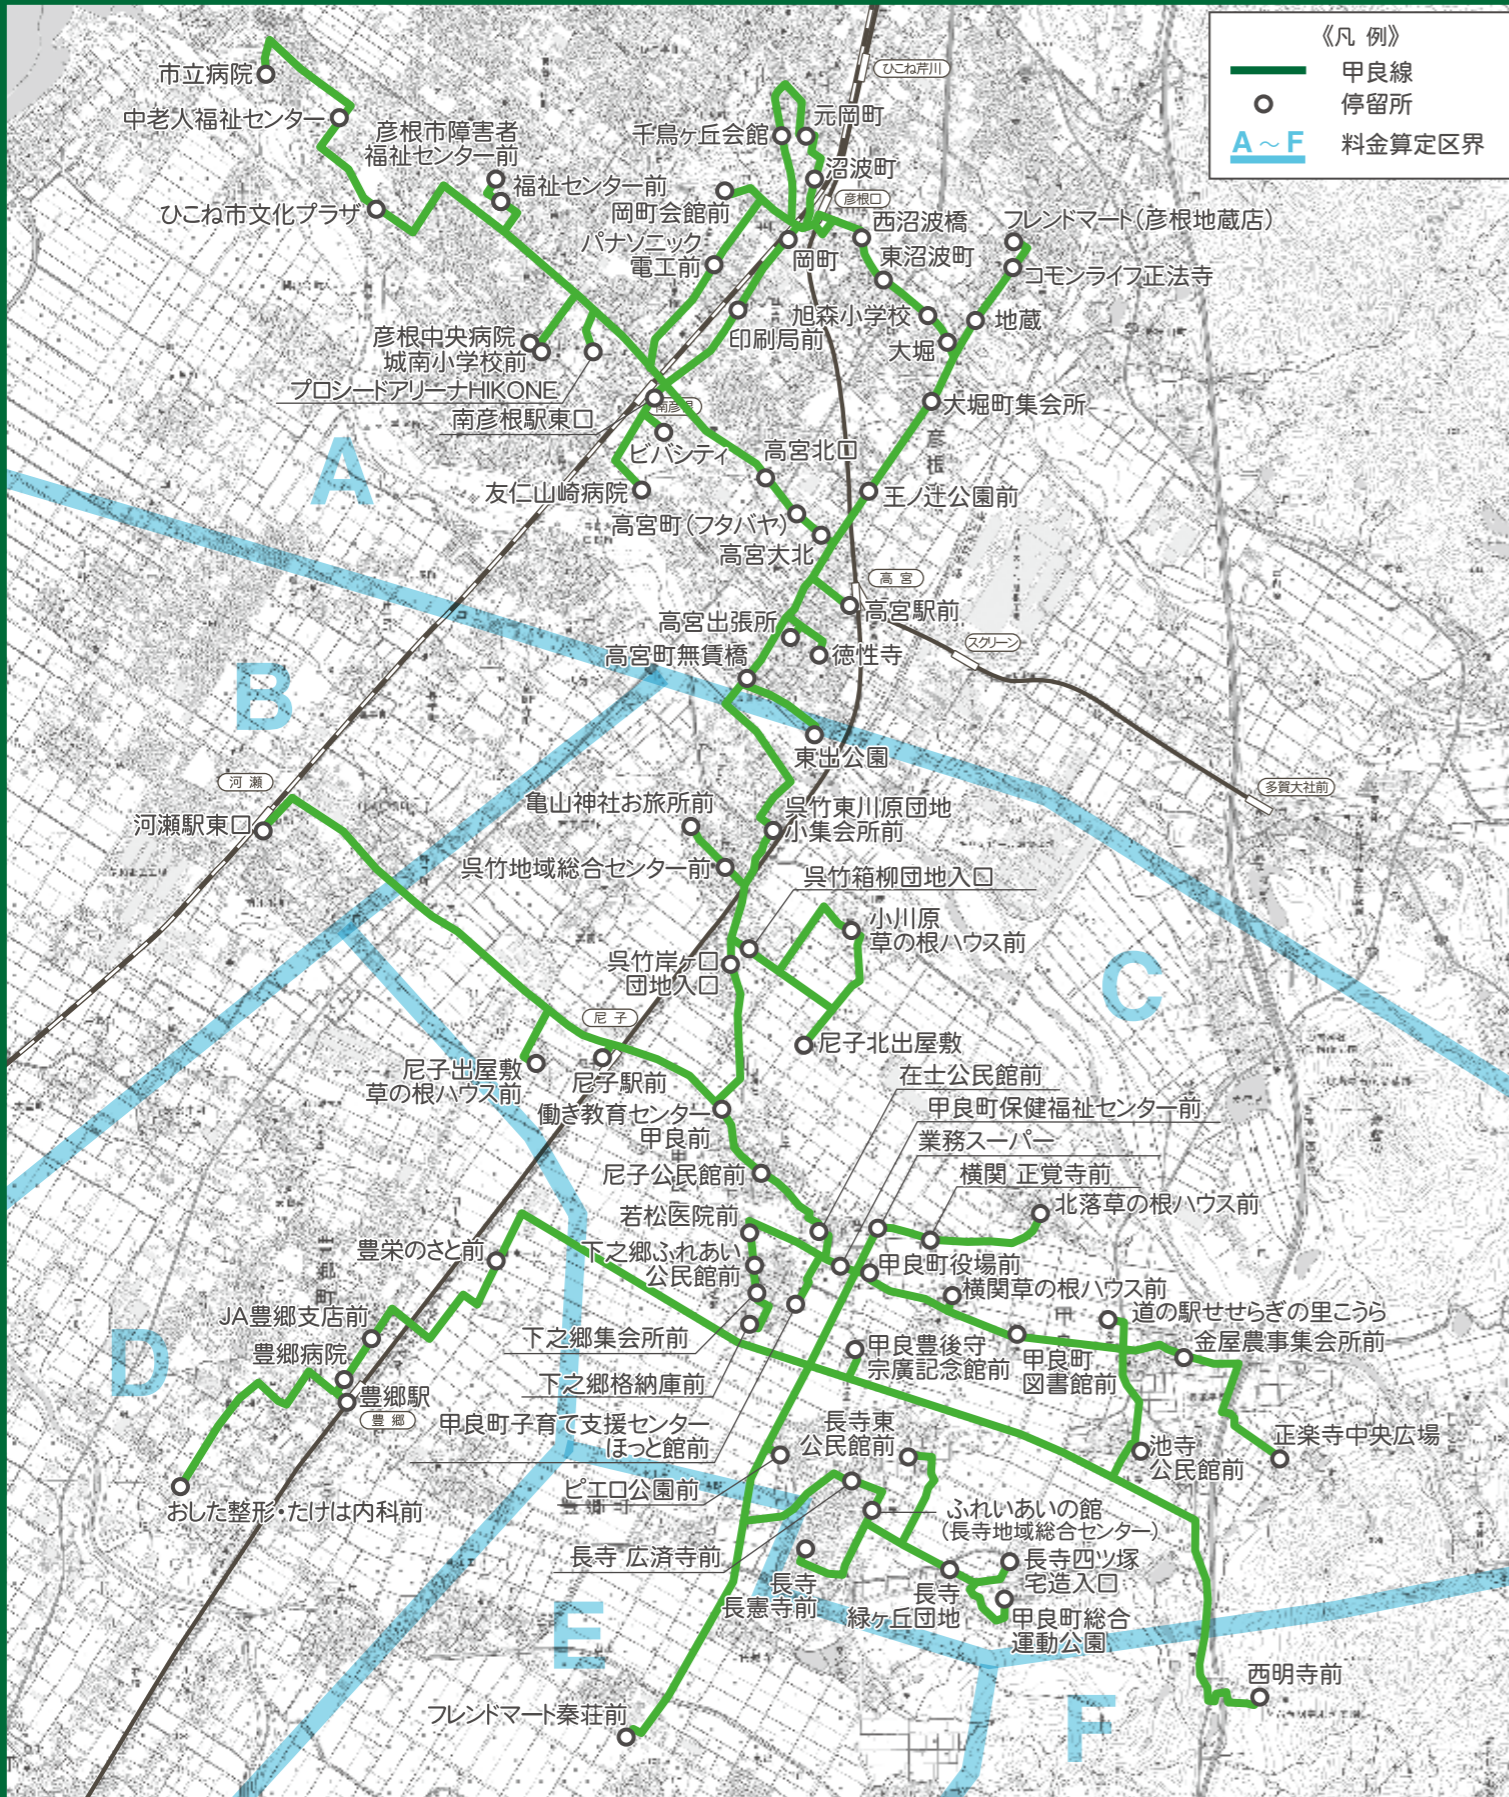 《凡 例》
甲良線
停留所
A～F 料金算定区界
ひこね芹川
市立病院
中老人福祉センター
彦根市障害者
福祉センター前
福祉センター前
ひこね市文化プラザ
千鳥ヶ丘会館
元岡町
沼波町
彦根口
岡町会館前
西沼波橋
フレンドマート（彦根地蔵店）
パナソニック
電工前
岡町
東沼波町
コモンライフ正法寺
旭森小学校
地蔵
印刷局前
大堀
彦根中央病院
城南小学校前
プロシードアリーナHIKONE
南彦根駅東口
南彦根
大堀町集会所
ビバシティ
高宮北口
A
友仁山崎病院
王ノ辻公園前
高宮町（フタバヤ）
高宮大北
高 宮
高宮駅前
高宮出張所
スクリーン
高宮町無賃橋
徳性寺
B
東出公園
河 瀬
多賀大社前
河瀬駅東口
亀山神社お旅所前
呉竹東川原団地
小集会所前
呉竹地域総合センター前
呉竹箱柳団地入口
小川原
草の根ハウス前
呉竹岸ヶ口
団地入口
C
尼 子
尼子北出屋敷
尼子出屋敷
草の根ハウス前
尼子駅前
在士公民館前
働き教育センター
甲良前
甲良町保健福祉センター前
業務スーパー
尼子公民館前
横関 正覚寺前
北落草の根ハウス前
若松医院前
豊栄のさと前
下之郷ふれあい
公民館前
甲良町役場前
横関草の根ハウス前
道の駅せせらぎの里こうら
JA豊郷支店前
下之郷集会所前
金屋農事集会所前
D
豊郷病院
甲良豊後守
宗廣記念館前
甲良町
図書館前
下之郷格納庫前
豊郷駅
豊 郷
甲良町子育て支援センター
ほっと館前
長寺東
公民館前
池寺
公民館前
正楽寺中央広場
ピエロ公園前
おした整形・たけは内科前
ふれいあいの館
（長寺地域総合センター）
長寺 広済寺前
長寺四ツ塚
宅造入口
長寺
長憲寺前
長寺
緑ヶ丘団地
甲良町総合
運動公園
E
西明寺前
フレンドマート秦荘前
F